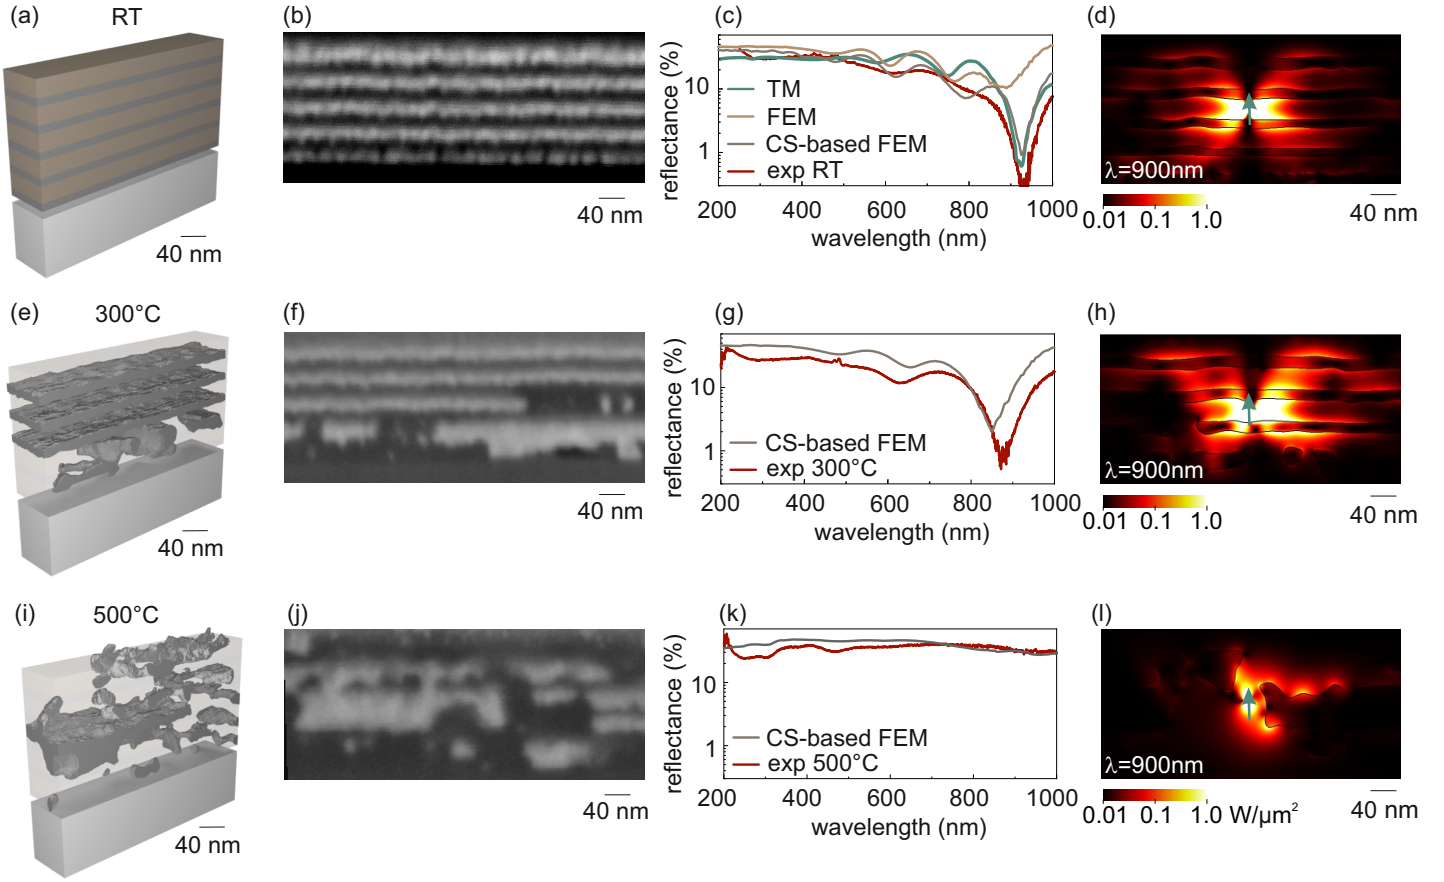 (a) RT
40 nm
(b)
40 nm
(c)
reflectance (%)
10
1
TM
FEM
CS-based FEM
exp RT
200 400 600 800 1000
wavelength (nm)
(d)
λ=900nm
0.01 0.1 1.0
40 nm
(e) 300°C
40 nm
(f)
40 nm
(g)
reflectance (%)
10
1
CS-based FEM
exp 300°C
200 400 600 800 1000
wavelength (nm)
(h)
λ=900nm
0.01 0.1 1.0
40 nm
(i) 500°C
40 nm
(j)
40 nm
(k)
reflectance (%)
10
1
CS-based FEM
exp 500°C
200 400 600 800 1000
wavelength (nm)
(l)
λ=900nm
0.01 0.1 1.0 W/µm²
40 nm